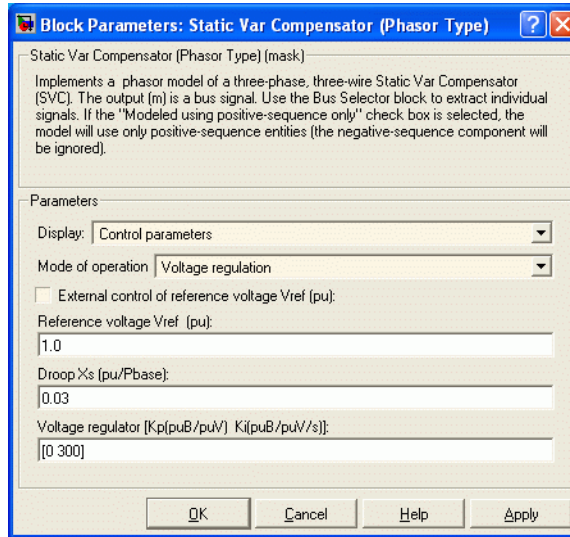 Block Parameters: Static Var Compensator (Phasor Type)
Static Var Compensator (Phasor Type) (mask)
Implements a phasor model of a three-phase, three-wire Static Var Compensator
(SVC). The output (m) is a bus signal. Use the Bus Selector block to extract individual
signals. If the "Modeled using positive-sequence only" check box is selected, the
model will use only positive-sequence entities (the negative-sequence component will
be ignored).
Parameters
Display: Control parameters
Mode of operation Voltage regulation
External control of reference voltage Vref (pu):
Reference voltage Vref (pu):
1.0
Droop Xs (pu/Pbase):
0.03
Voltage regulator [Kp(puB/puV) Ki(puB/puV/s)]:
[0 300]
OK Cancel Help Apply